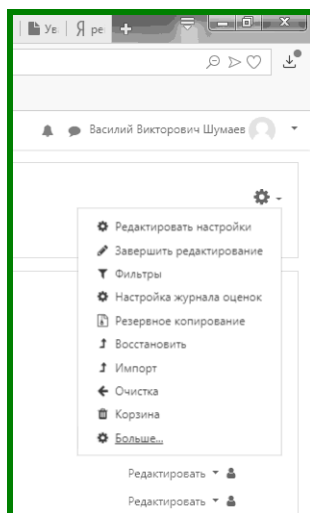 Ув Я ре
Василий Викторович Шумаев
Редактировать настройки
Завершить редактирование
Фильтры
Настройка журнала оценок
Резервное копирование
Восстановить
Импорт
Очистка
Корзина
Больше...
Редактировать
Редактировать